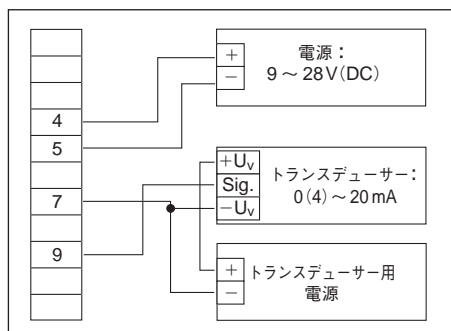 4
5
7
9
+
−
電源：
9 ～ 28 V(DC)
+Uv
Sig.
−Uv
トランスデューサー：
0(4) ～ 20 mA
+
−
トランスデューサー用
電源